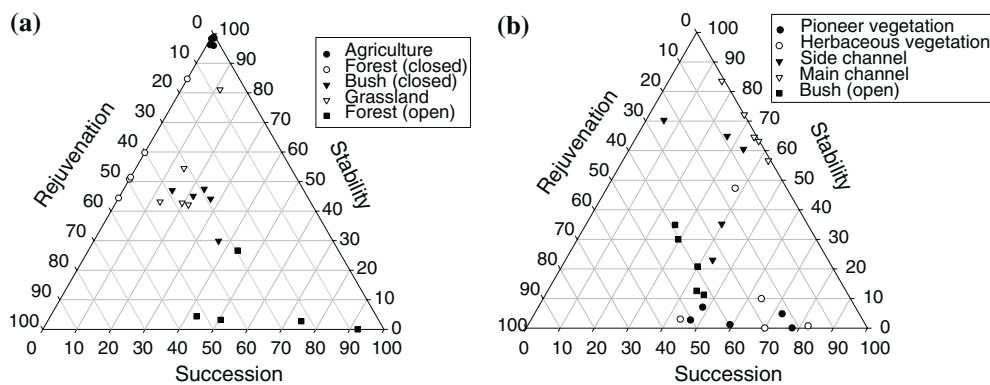 (a)
0
100
10
90
20
80
30
70
40
60
50
50
60
40
70
30
80
20
90
10
100
0
0 10 20 30 40 50 60 70 80 90 100
Rejuvenation
Stability
Succession
Agriculture
Forest (closed)
Bush (closed)
Grassland
Forest (open)
(b)
0
100
10
90
20
80
30
70
40
60
50
50
60
40
70
30
80
20
90
10
100
0
0 10 20 30 40 50 60 70 80 90 100
Rejuvenation
Stability
Succession
Pioneer vegetation
Herbaceous vegetation
Side channel
Main channel
Bush (open)